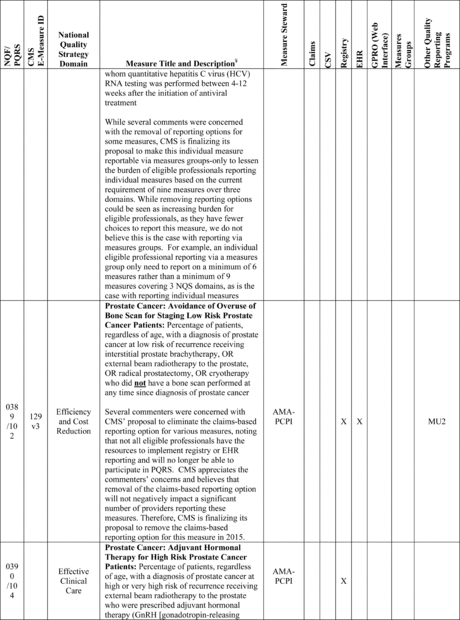 NQF/
PQRS
CMS
E-Measure ID
National
Quality
Strategy
Domain
Measure Title and Description¥
Measure Steward
Claims
CSV
Registry
EHR
GPRO (Web
Interface)
Measures
Groups
Other Quality
Reporting
Programs
whom quantitative hepatitis C virus (HCV)
RNA testing was performed between 4-12
weeks after the initiation of antiviral
treatment
While several comments were concerned
with the removal of reporting options for
some measures, CMS is finalizing its
proposal to make this individual measure
reportable via measures groups-only to lessen
the burden of eligible professionals reporting
individual measures based on the current
requirement of nine measures over three
domains. While removing reporting options
could be seen as increasing burden for
eligible professionals, as they have fewer
choices to report this measure, we do not
believe this is the case with reporting via
measures groups. For example, an individual
eligible professional reporting via a measures
group only need to report on a minimum of 6
measures rather than a minimum of 9
measures covering 3 NQS domains, as is the
case with reporting individual measures
038
9
/10
2
129
v3
Efficiency
and Cost
Reduction
Prostate Cancer: Avoidance of Overuse of
Bone Scan for Staging Low Risk Prostate
Cancer Patients: Percentage of patients,
regardless of age, with a diagnosis of prostate
cancer at low risk of recurrence receiving
interstitial prostate brachytherapy, OR
external beam radiotherapy to the prostate,
OR radical prostatectomy, OR cryotherapy
who did not have a bone scan performed at
any time since diagnosis of prostate cancer
Several commenters were concerned with
CMS' proposal to eliminate the claims-based
reporting option for various measures, noting
that not all eligible professionals have the
resources to implement registry or EHR
reporting and will no longer be able to
participate in PQRS. CMS appreciates the
commenters' concerns and believes that
removal of the claims-based reporting option
will not negatively impact a significant
number of providers reporting these
measures. Therefore, CMS is finalizing its
proposal to remove the claims-based
reporting option for this measure in 2015.
AMA-
PCPI
X
X
MU2
039
0
/10
4
Effective
Clinical
Care
Prostate Cancer: Adjuvant Hormonal
Therapy for High Risk Prostate Cancer
Patients: Percentage of patients, regardless
of age, with a diagnosis of prostate cancer at
high or very high risk of recurrence receiving
external beam radiotherapy to the prostate
who were prescribed adjuvant hormonal
therapy (GnRH [gonadotropin-releasing
AMA-
PCPI
X